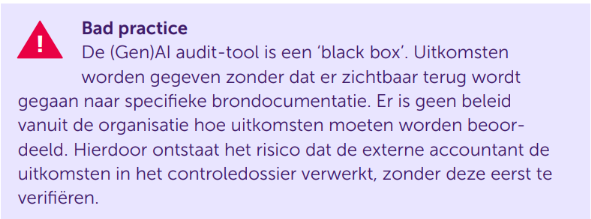 Bad practice
De (Gen)AI audit-tool is een ‘black box’. Uitkomsten
worden gegeven zonder dat er zichtbaar terug wordt
gegaan naar specifieke brondocumentatie. Er is geen beleid
vanuit de organisatie hoe uitkomsten moeten worden beoor-
deeld. Hierdoor ontstaat het risico dat de externe accountant de
uitkomsten in het controledossier verwerkt, zonder deze eerst te
verifiëren.